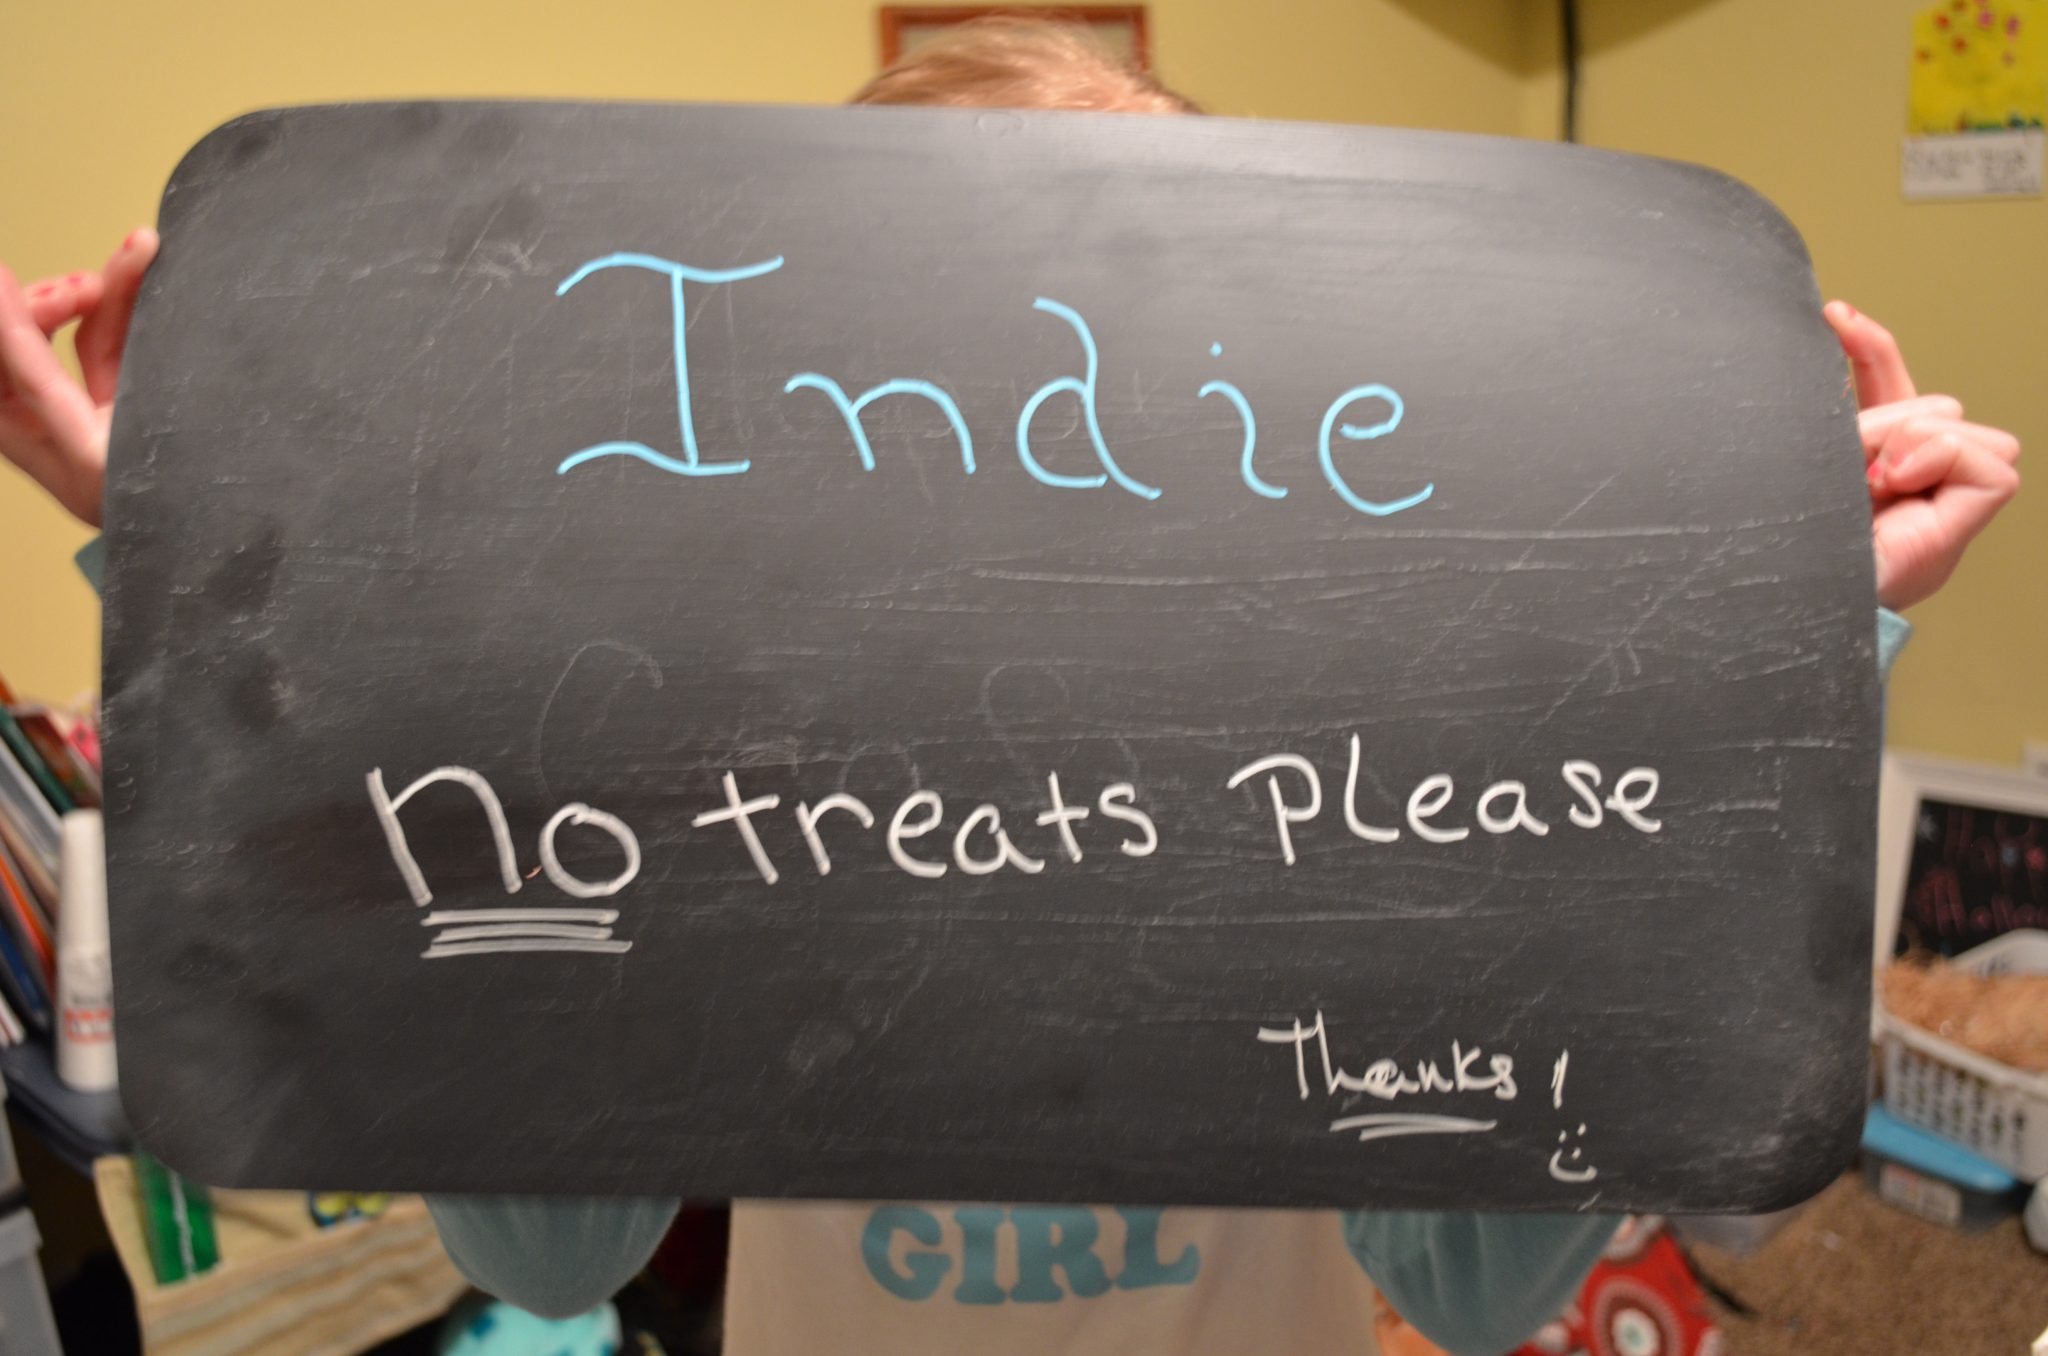 Indie
No treats please
Thanks!
:)
GIRL